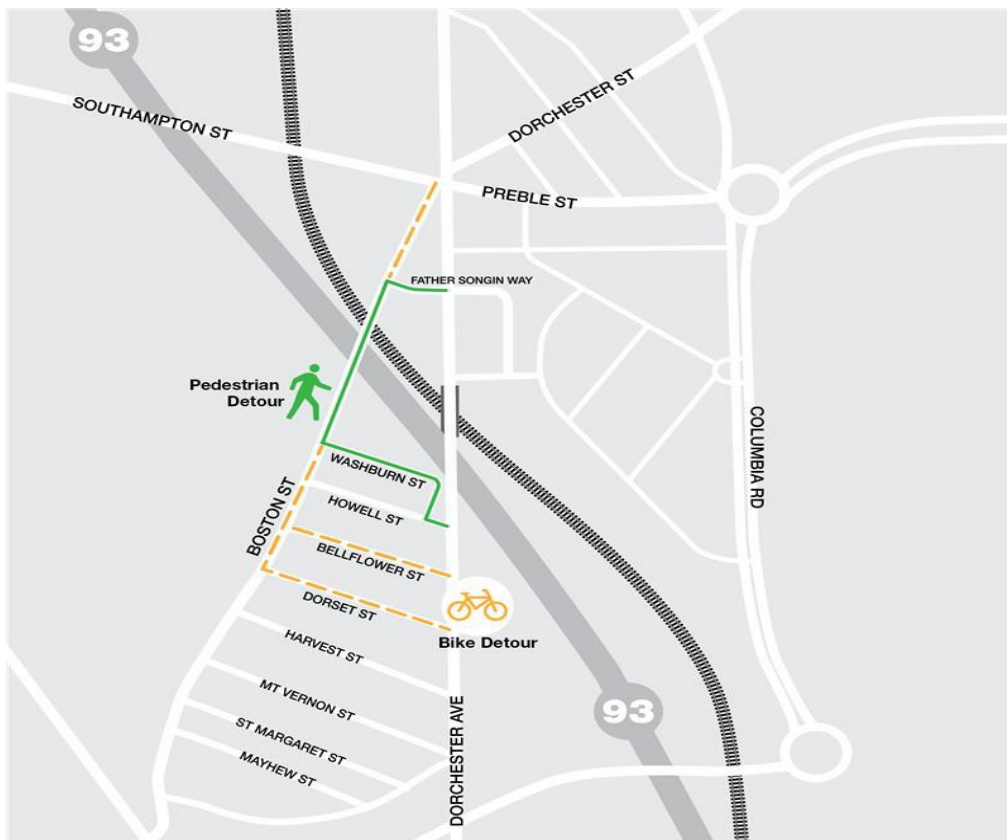 93
SOUTHAMPTON ST
DORCHESTER ST
PREBLE ST
FATHER SONGIN WAY
Pedestrian
Detour
WASHBURN ST
COLUMBIA RD
HOWELL ST
BOSTON ST
BELLFLOWER ST
DORSET ST
Bike Detour
HARVEST ST
MT VERNON ST
93
ST MARGARET ST
DORCHESTER AVE
MAYHEW ST